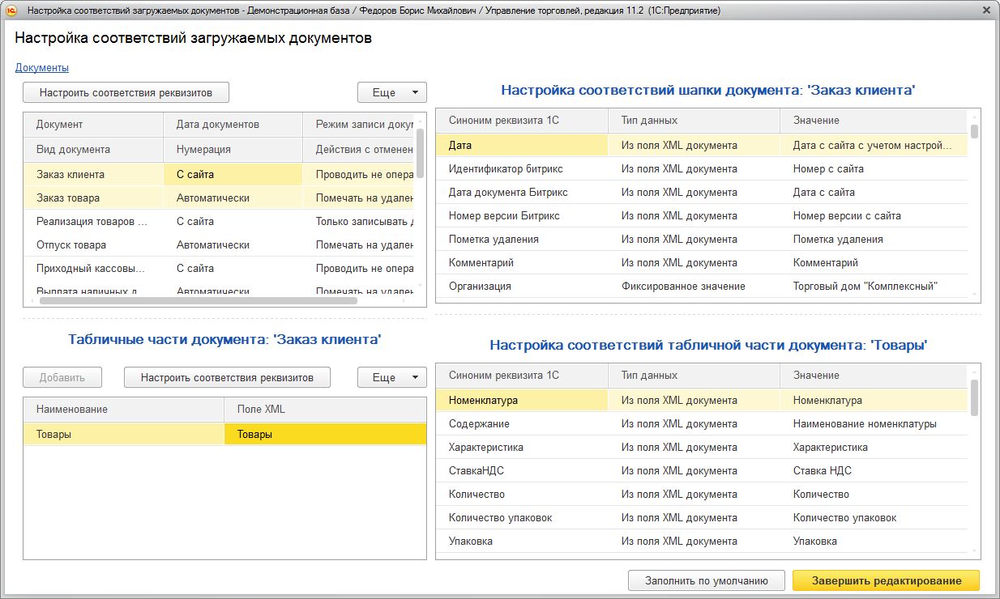 Настройка соответствий загружаемых документов - Демонстрационная база / Федоров Борис Михайлович / Управление торговлей, редакция 11.2 (1С:Предприятие)
Настройка соответствий загружаемых документов
Документы
Настроить соответствия реквизитов
Еще
Документ Дата документов Режим записи доку
Вид документа Нумерация Действия с отменен
Заказ клиента С сайта Проводить не опера
Заказ товара Автоматически Помечать на удален
Реализация товаров ... С сайта Только записывать д
Отпуск товара Автоматически Помечать на удален
Приходный кассовы... С сайта Проводить не опера
Выплата наличных д Автоматически Помечать на удален
Настройка соответствий шапки документа: 'Заказ клиента'
Синоним реквизита 1С Тип данных Значение
Дата Из поля XML документа Дата с сайта с учетом настрой...
Идентификатор битрикс Из поля XML документа Номер с сайта
Дата документа Битрикс Из поля XML документа Дата с сайта
Номер версии Битрикс Из поля XML документа Номер версии с сайта
Пометка удаления Из поля XML документа Пометка удаления
Комментарий Из поля XML документа Комментарий
Организация Фиксированное значение Торговый дом "Комплексный"
Табличные части документа: 'Заказ клиента'
Добавить
Настроить соответствия реквизитов
Еще
Наименование Поле XML
Товары Товары
Настройка соответствий табличной части документа: 'Товары'
Синоним реквизита 1С Тип данных Значение
Номенклатура Из поля XML документа Номенклатура
Содержание Из поля XML документа Наименование номенклатуры
Характеристика Из поля XML документа Характеристика
СтавкаНДС Из поля XML документа Ставка НДС
Количество Из поля XML документа Количество
Количество упаковок Из поля XML документа Количество упаковок
Упаковка Из поля XML документа Упаковка
Заполнить по умолчанию
Завершить редактирование